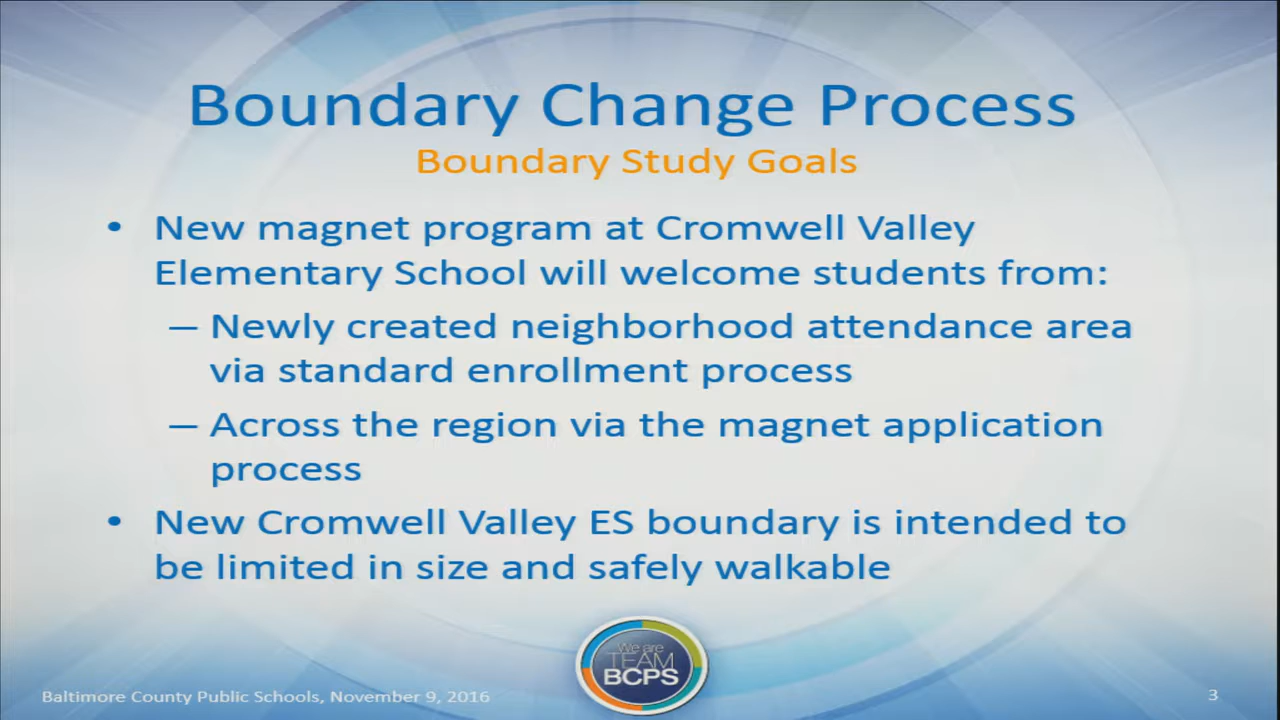 Boundary Change Process
Boundary Study Goals
• New magnet program at Cromwell Valley
Elementary School will welcome students from:
– Newly created neighborhood attendance area
via standard enrollment process
– Across the region via the magnet application
process
• New Cromwell Valley ES boundary is intended to
be limited in size and safely walkable
We are
TEAM
BCPS
Baltimore County Public Schools, November 9, 2016
3